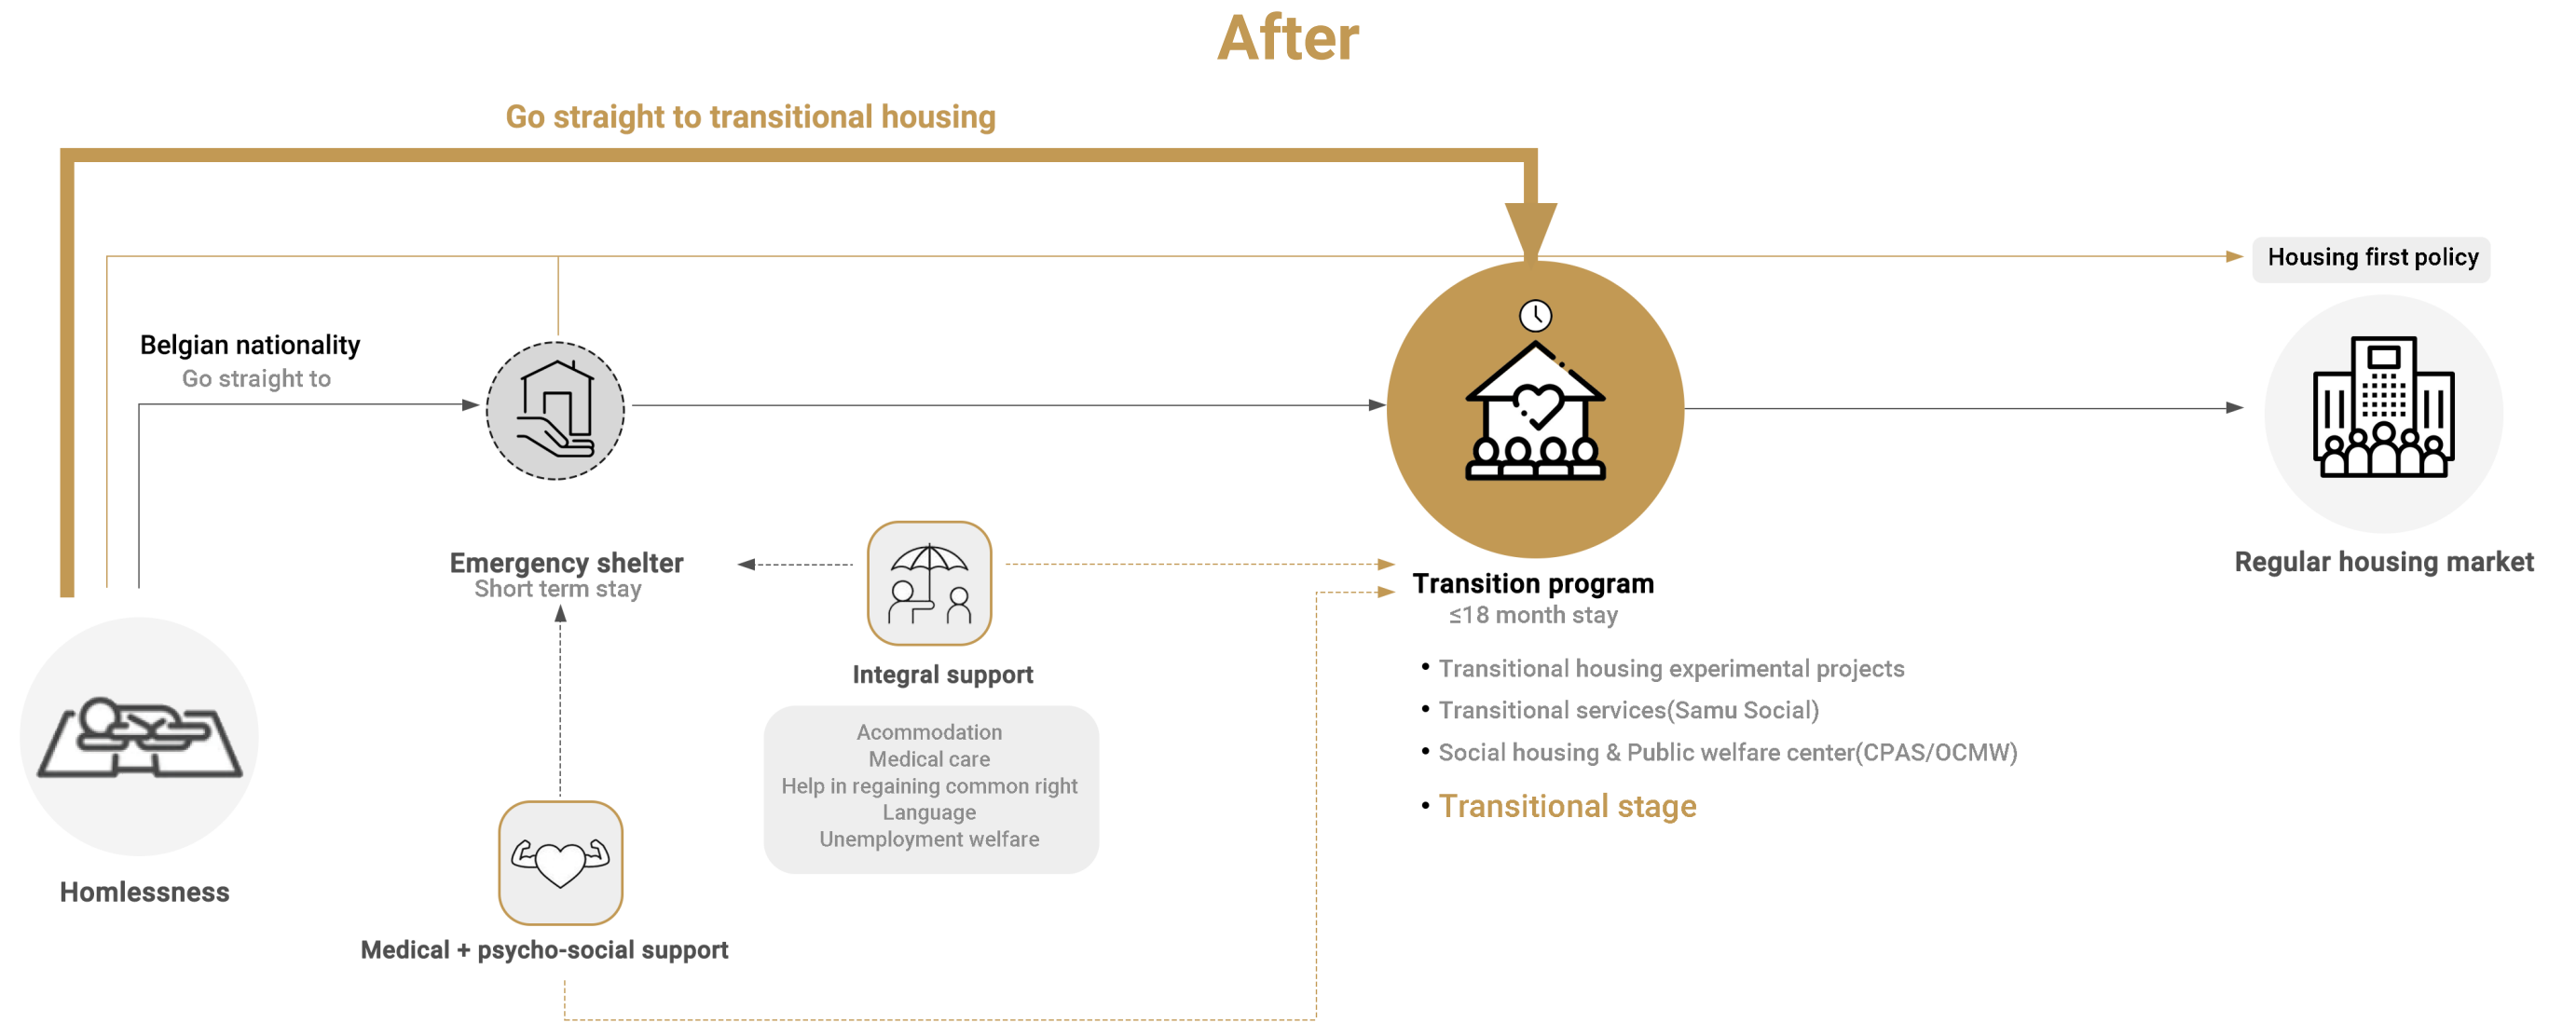 After
Go straight to transitional housing
Housing first policy
Belgian nationality
Go straight to
Emergency shelter
Short term stay
Regular housing market
Transition program
≤18 month stay
Integral support
Acommodation
Medical care
Help in regaining common right
Language
Unemployment welfare
• Transitional housing experimental projects
• Transitional services(Samu Social)
• Social housing & Public welfare center(CPAS/OCMW)
• Transitional stage
Homlessness
Medical + psycho-social support